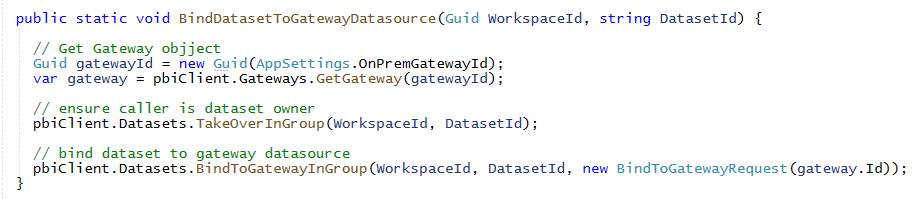 public static void BindDatasetToGatewayDatasource(Guid WorkspaceId, string DatasetId) {
// Get Gateway objject
Guid gatewayId = new Guid(AppSettings.OnPremGatewayId);
var gateway = pbiClient.Gateways.GetGateway(gatewayId);
// ensure caller is dataset owner
pbiClient.Datasets.TakeOverInGroup(WorkspaceId, DatasetId);
// bind dataset to gateway datasource
pbiClient.Datasets.BindToGatewayInGroup(WorkspaceId, DatasetId, new BindToGatewayRequest(gateway.Id));
}